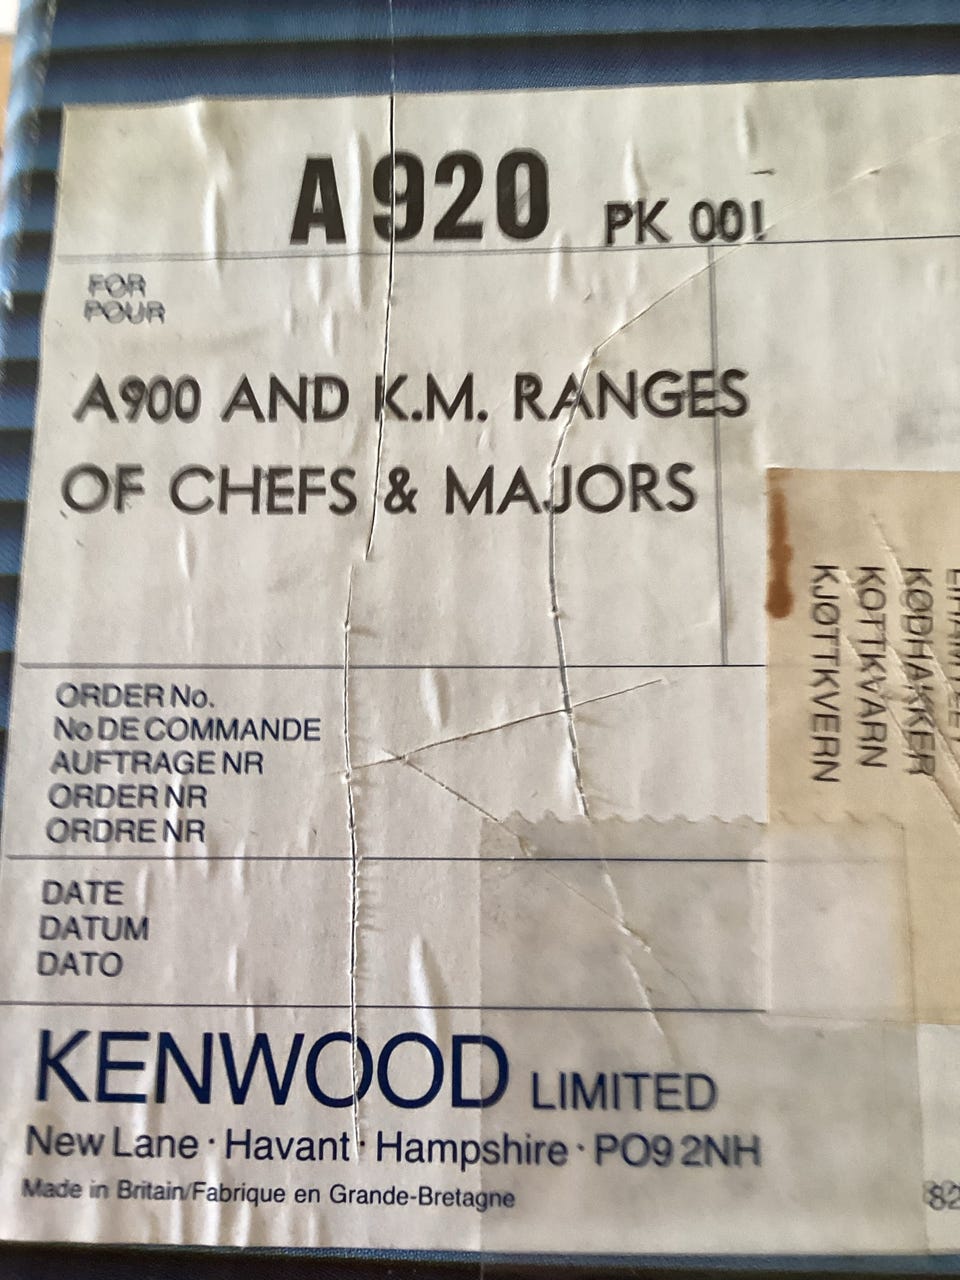 A920 PK 001
FOR
POUR
A900 AND K.M. RANGES
OF CHEFS & MAJORS
ORDER No.
No DE COMMANDE
AUFTRAGE NR
ORDER NR
ORDRE NR
DATE
DATUM
DATO
KENWOOD LIMITED
New Lane · Havant · Hampshire · PO9 2NH
Made in Britain/Fabrique en Grande-Bretagne
KØDHAKKER
KOTTKVARN
KJØTTKVERN